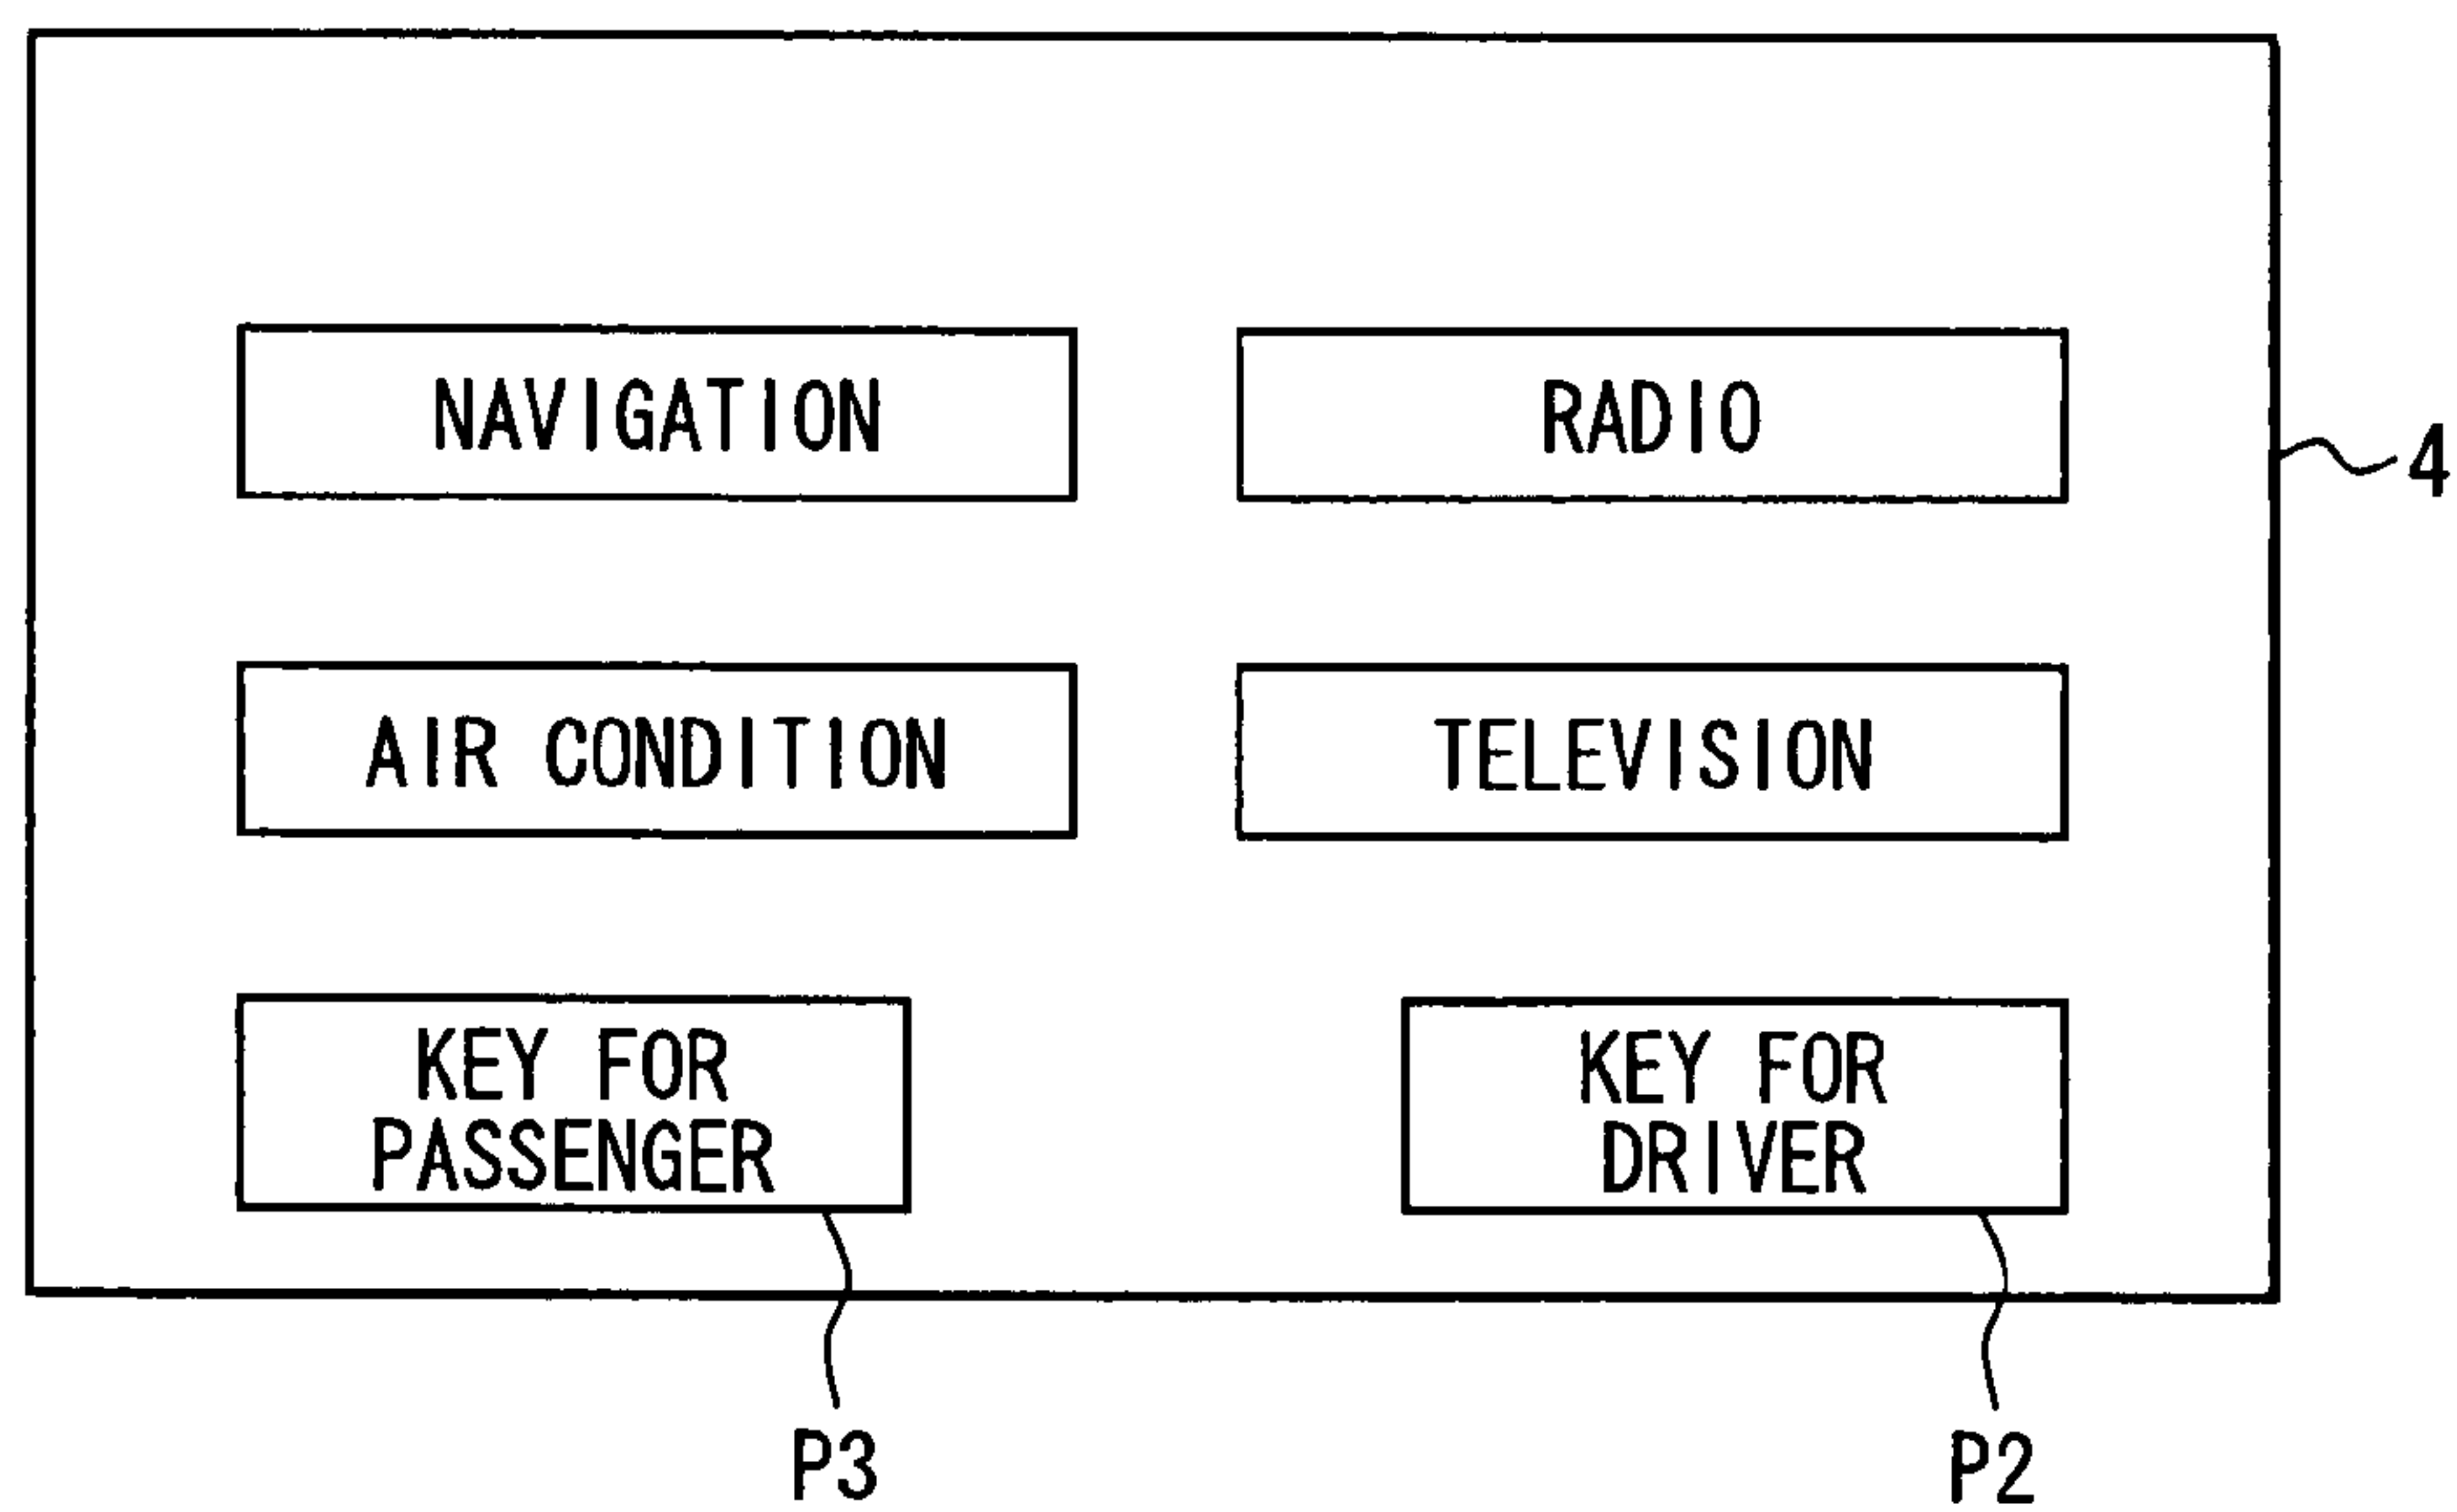 NAVIGATION
RADIO
4
AIR CONDITION
TELEVISION
KEY FOR
PASSENGER
KEY FOR
DRIVER
P3
P2